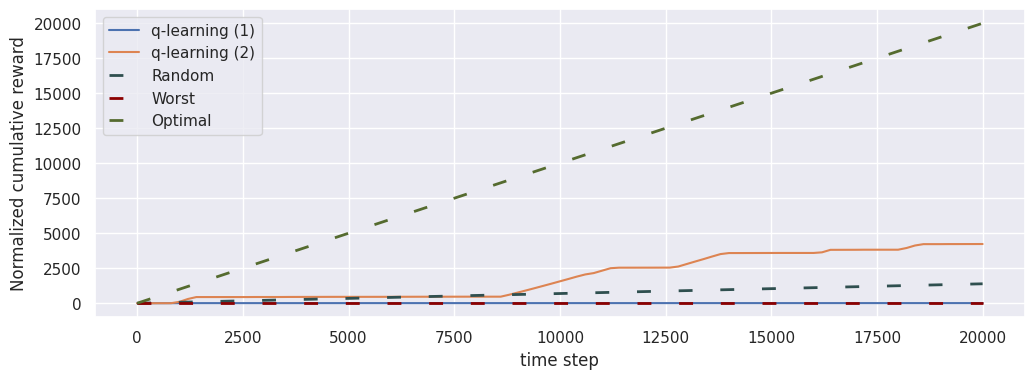 20000
17500
15000
12500
10000
7500
5000
2500
0
Normalized cumulative reward
q-learning (1)
q-learning (2)
Random
Worst
Optimal
0 2500 5000 7500 10000 12500 15000 17500 20000
time step